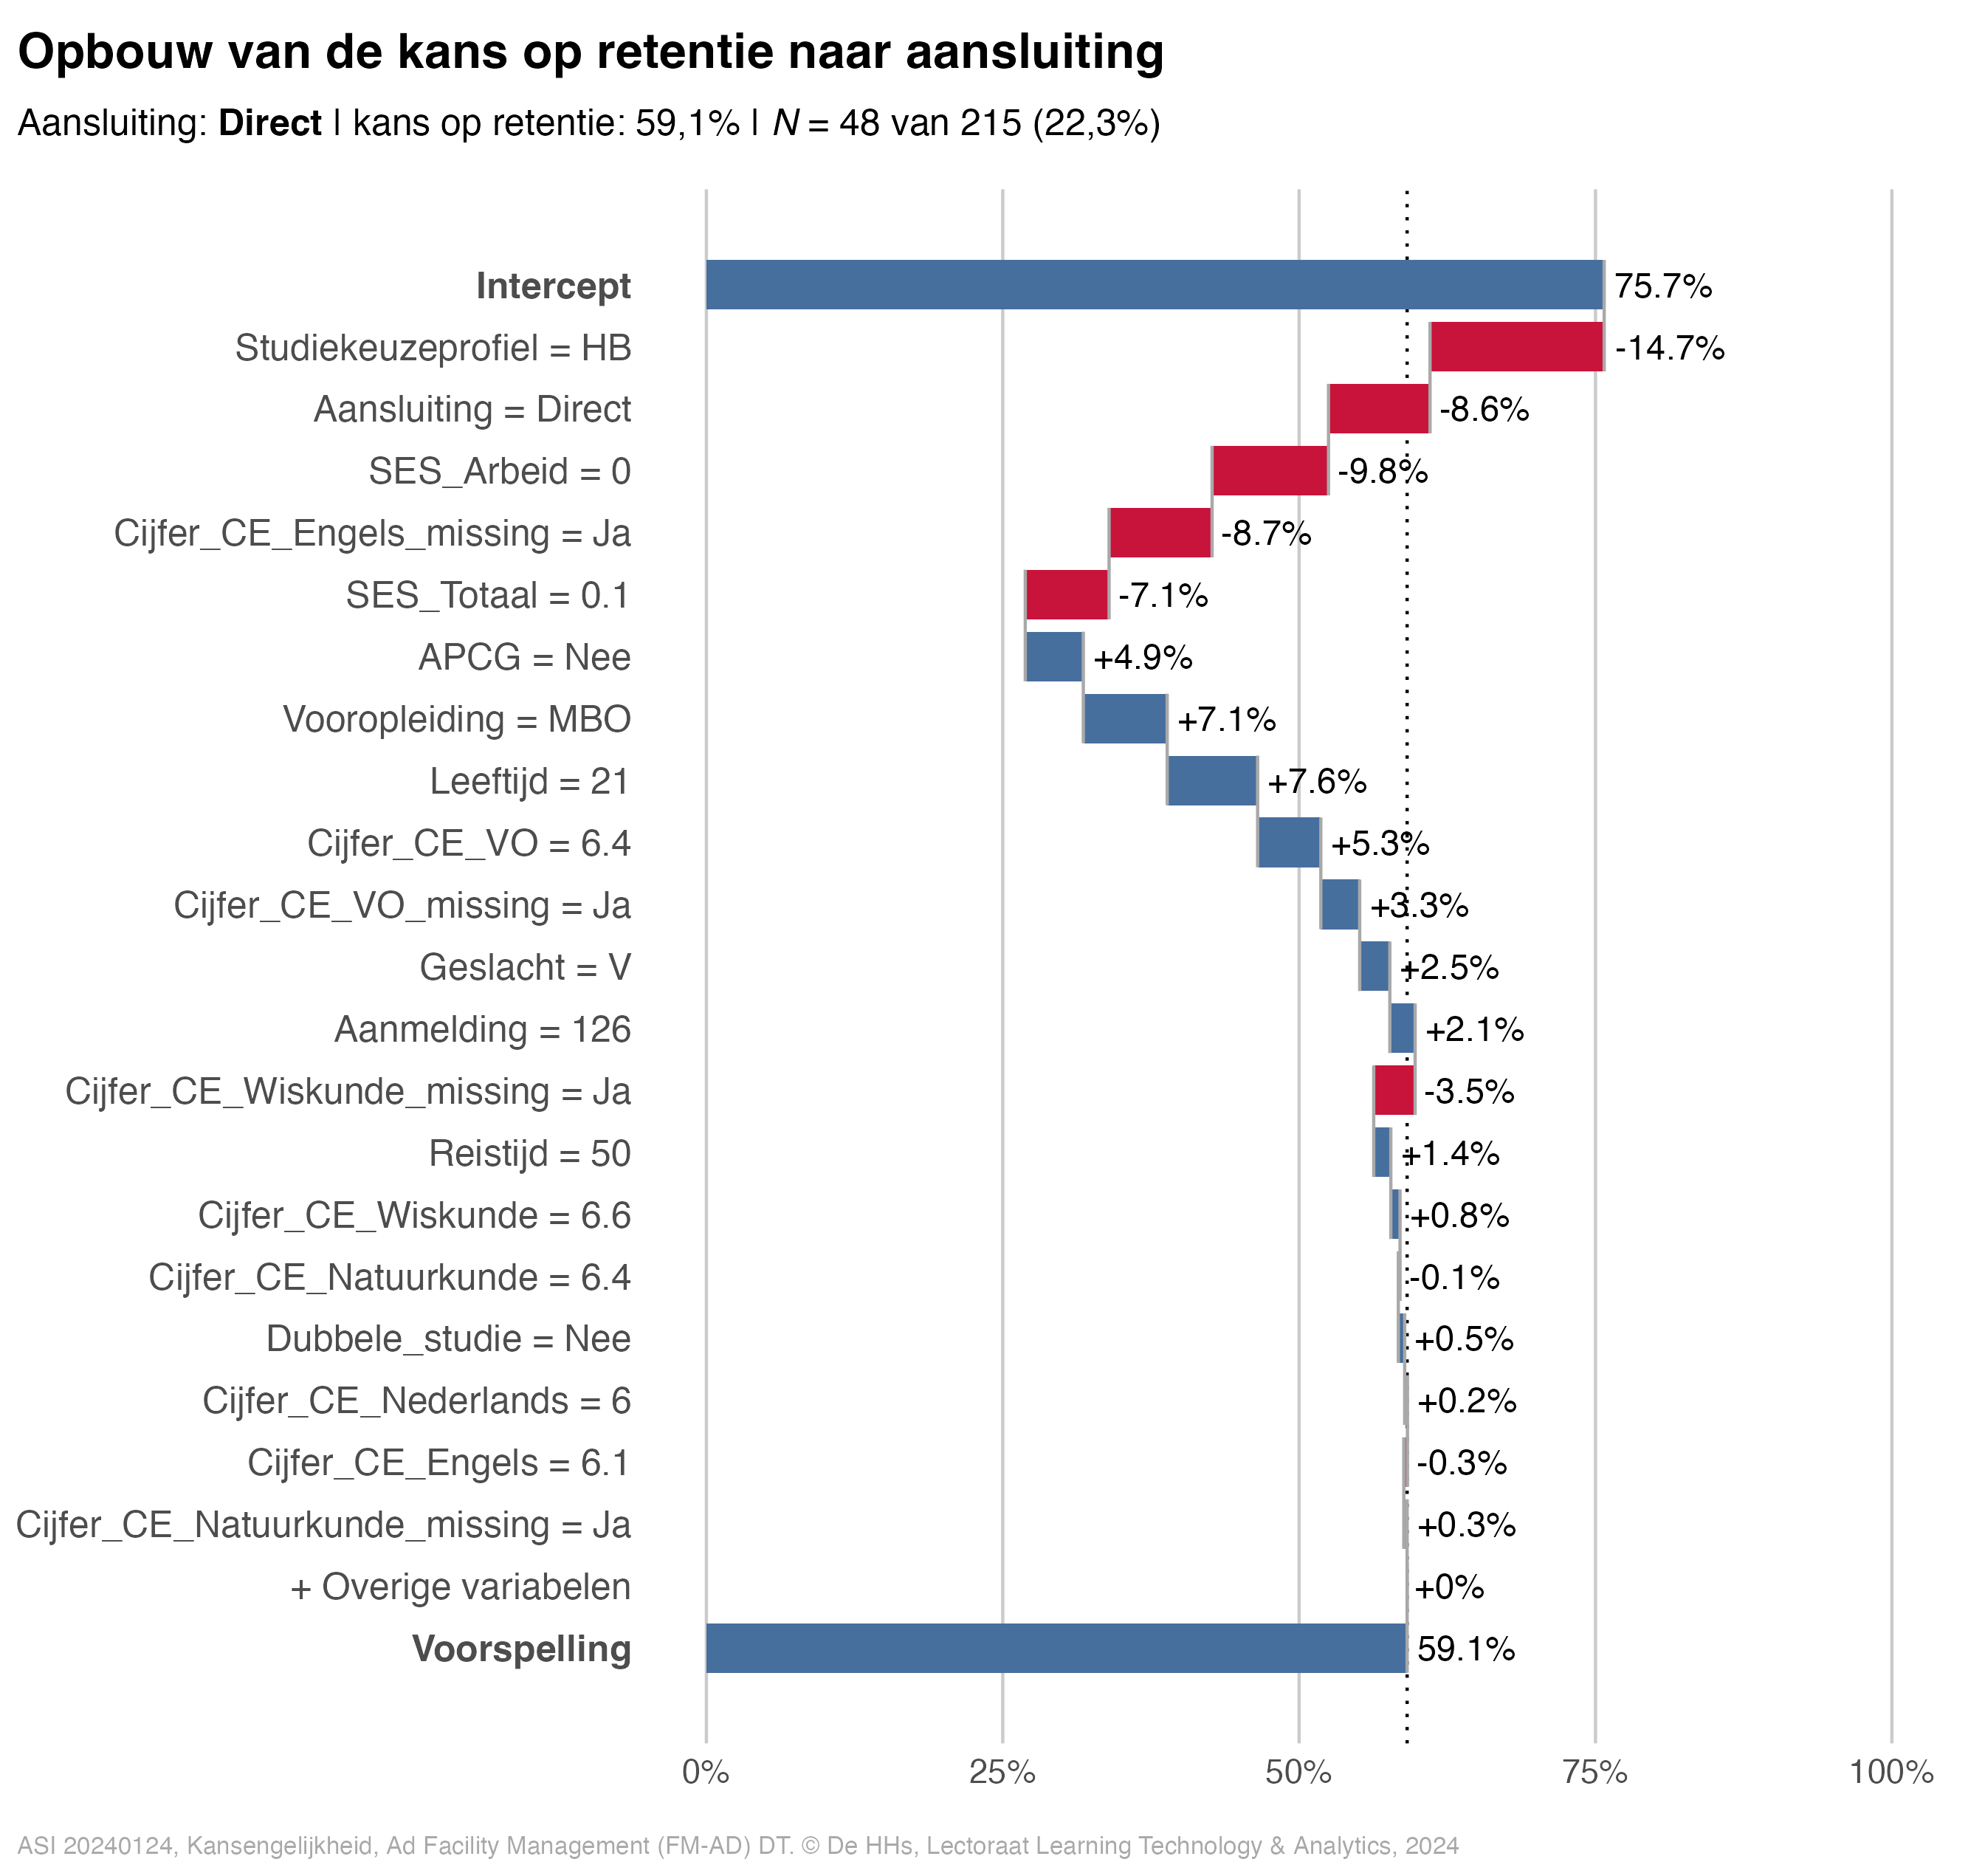 Opbouw van de kans op retentie naar aansluiting
Aansluiting: Direct | kans op retentie: 59,1% | N = 48 van 215 (22,3%)
Intercept 75.7%
Studiekeuzeprofiel = HB -14.7%
Aansluiting = Direct -8.6%
SES_Arbeid = 0 -9.8%
Cijfer_CE_Engels_missing = Ja -8.7%
SES_Totaal = 0.1 -7.1%
APCG = Nee +4.9%
Vooropleiding = MBO +7.1%
Leeftijd = 21 +7.6%
Cijfer_CE_VO = 6.4 +5.3%
Cijfer_CE_VO_missing = Ja +3.3%
Geslacht = V +2.5%
Aanmelding = 126 +2.1%
Cijfer_CE_Wiskunde_missing = Ja -3.5%
Reistijd = 50 +1.4%
Cijfer_CE_Wiskunde = 6.6 +0.8%
Cijfer_CE_Natuurkunde = 6.4 -0.1%
Dubbele_studie = Nee +0.5%
Cijfer_CE_Nederlands = 6 +0.2%
Cijfer_CE_Engels = 6.1 -0.3%
Cijfer_CE_Natuurkunde_missing = Ja +0.3%
+ Overige variabelen +0%
Voorspelling 59.1%
0% 25% 50% 75% 100%
ASI 20240124, Kansengelijkheid, Ad Facility Management (FM-AD) DT. © De HHs, Lectoraat Learning Technology & Analytics, 2024